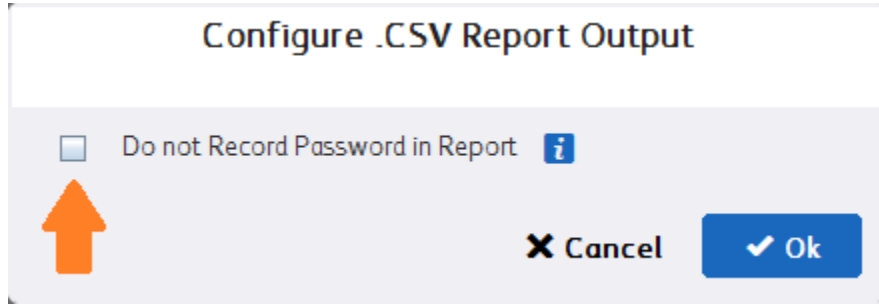 Configure .CSV Report Output
Do not Record Password in Report i
Cancel Ok